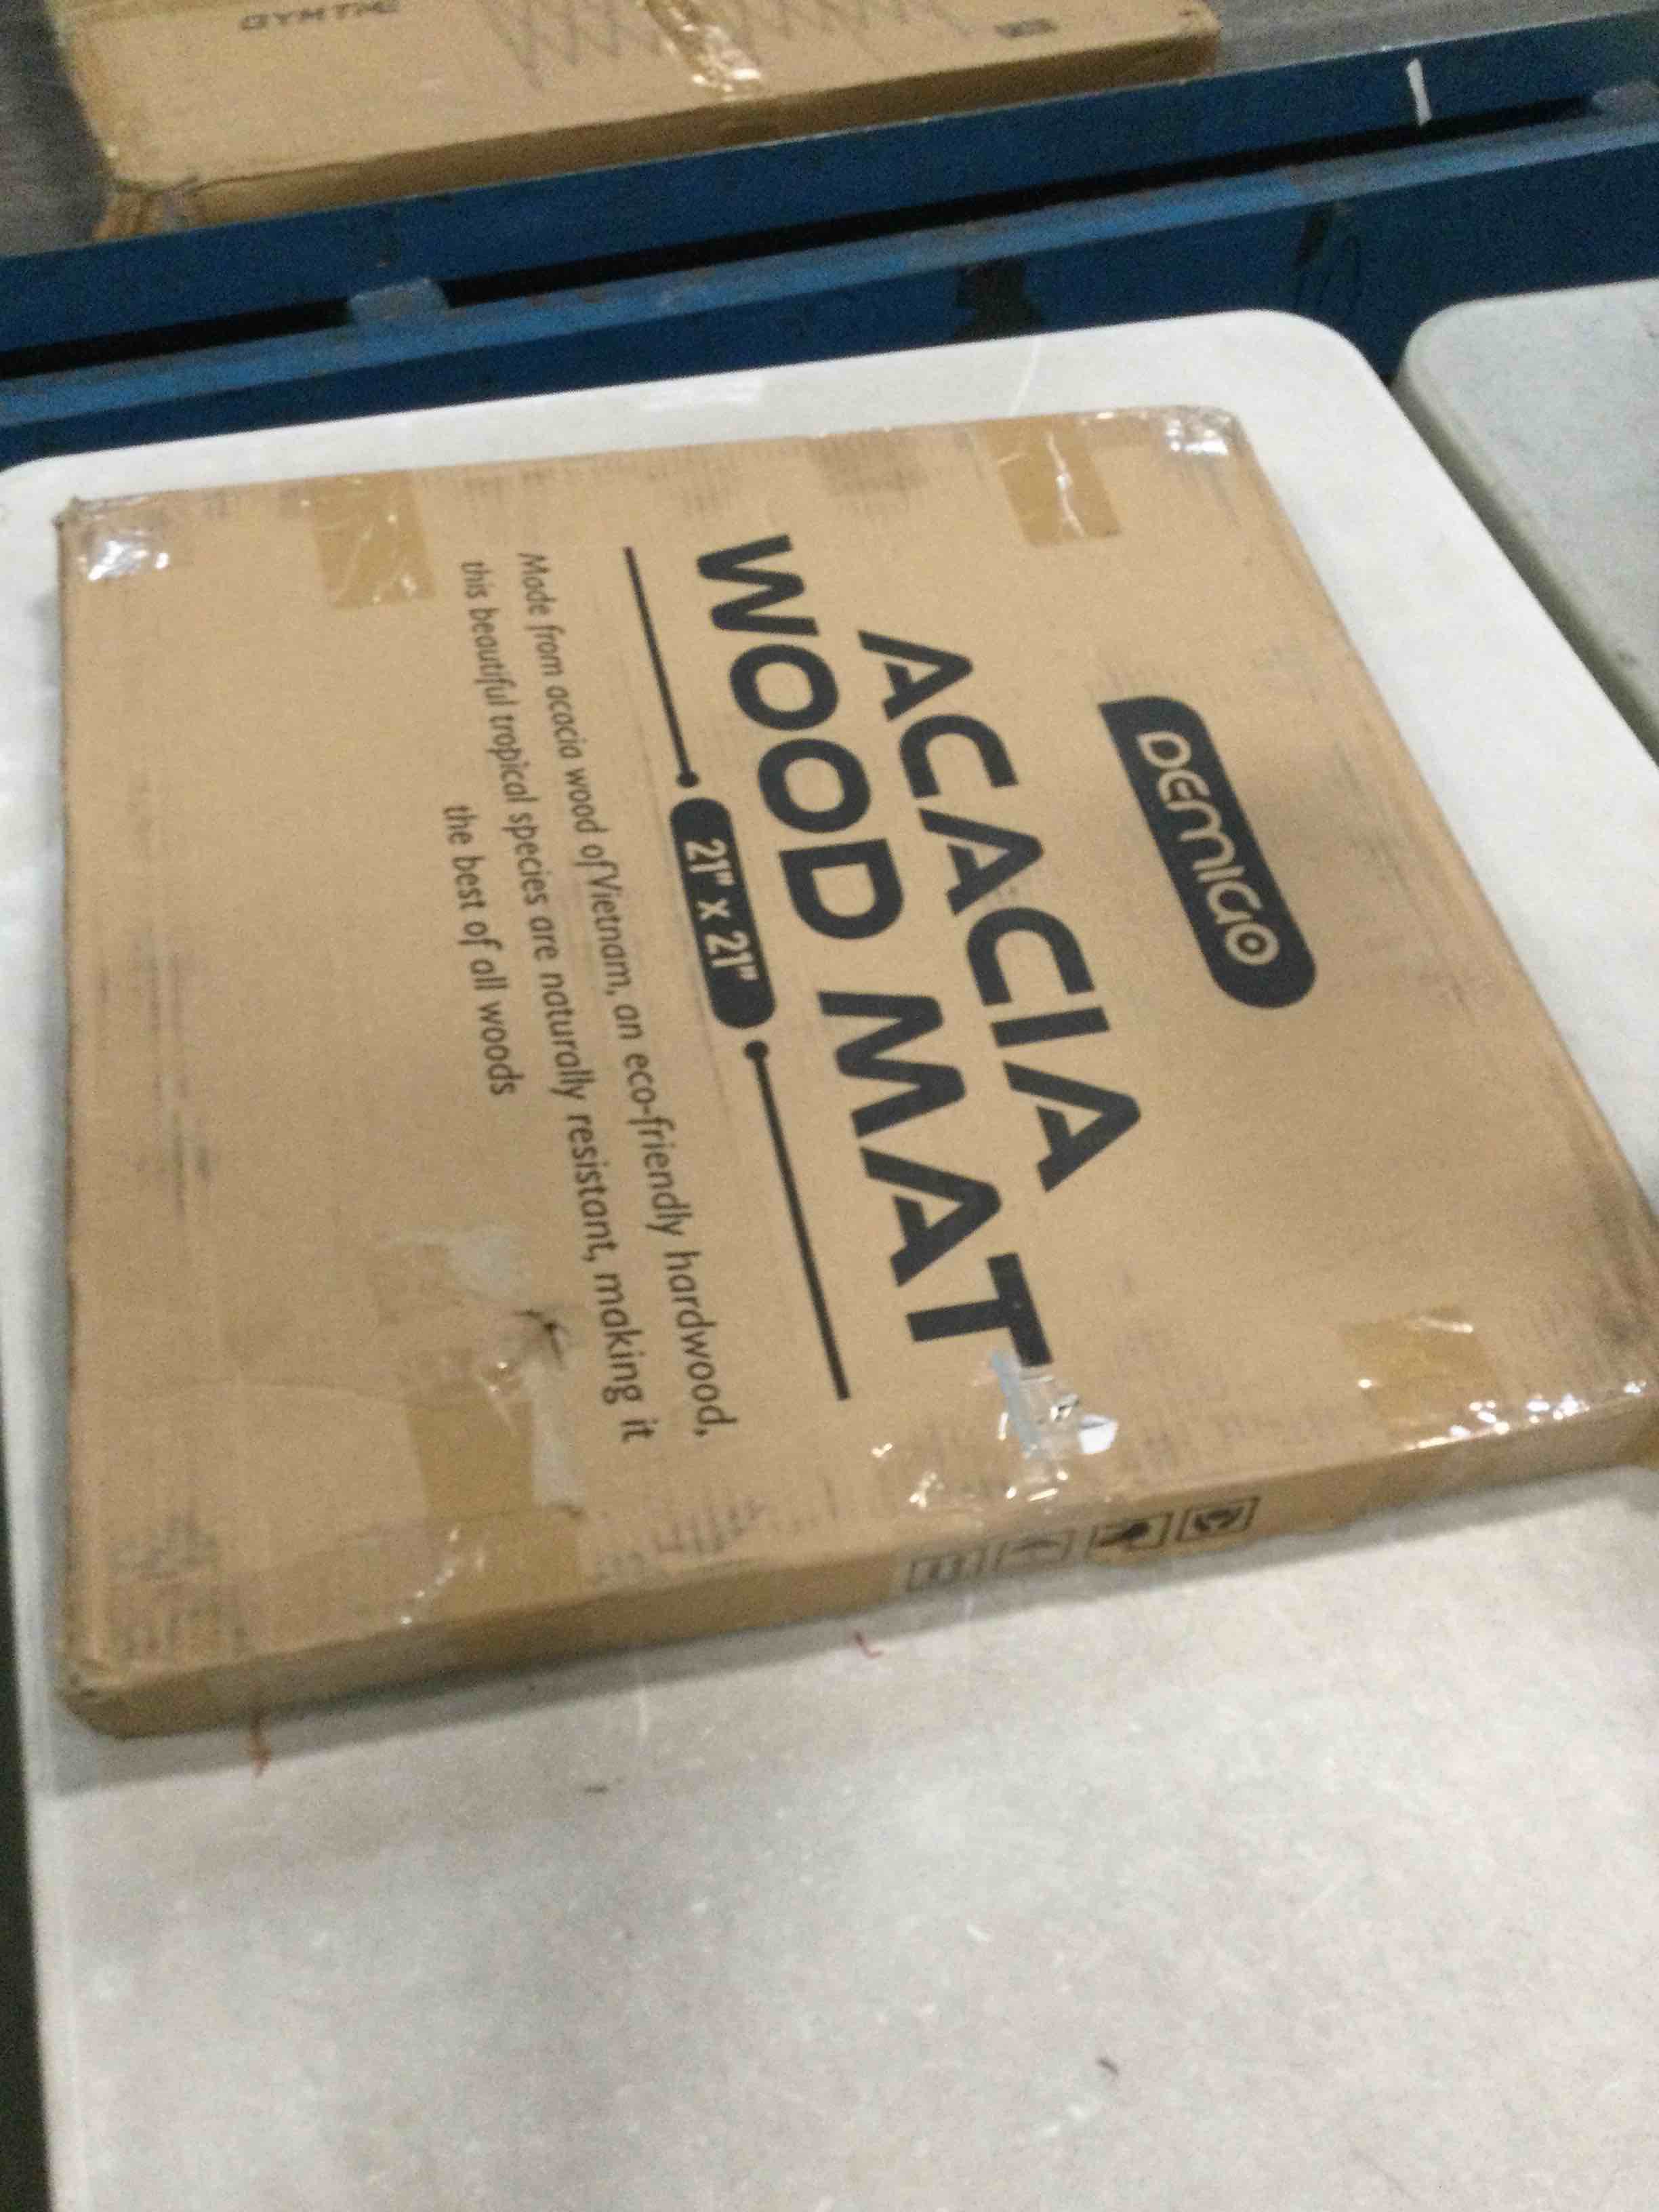 DEMIGO
ACACIA
WOOD MAT
21" x 21"
Made from acacia wood of Vietnam, an eco-friendly hardwood,
this beautiful tropical species are naturally resistant, making it
the best of all woods